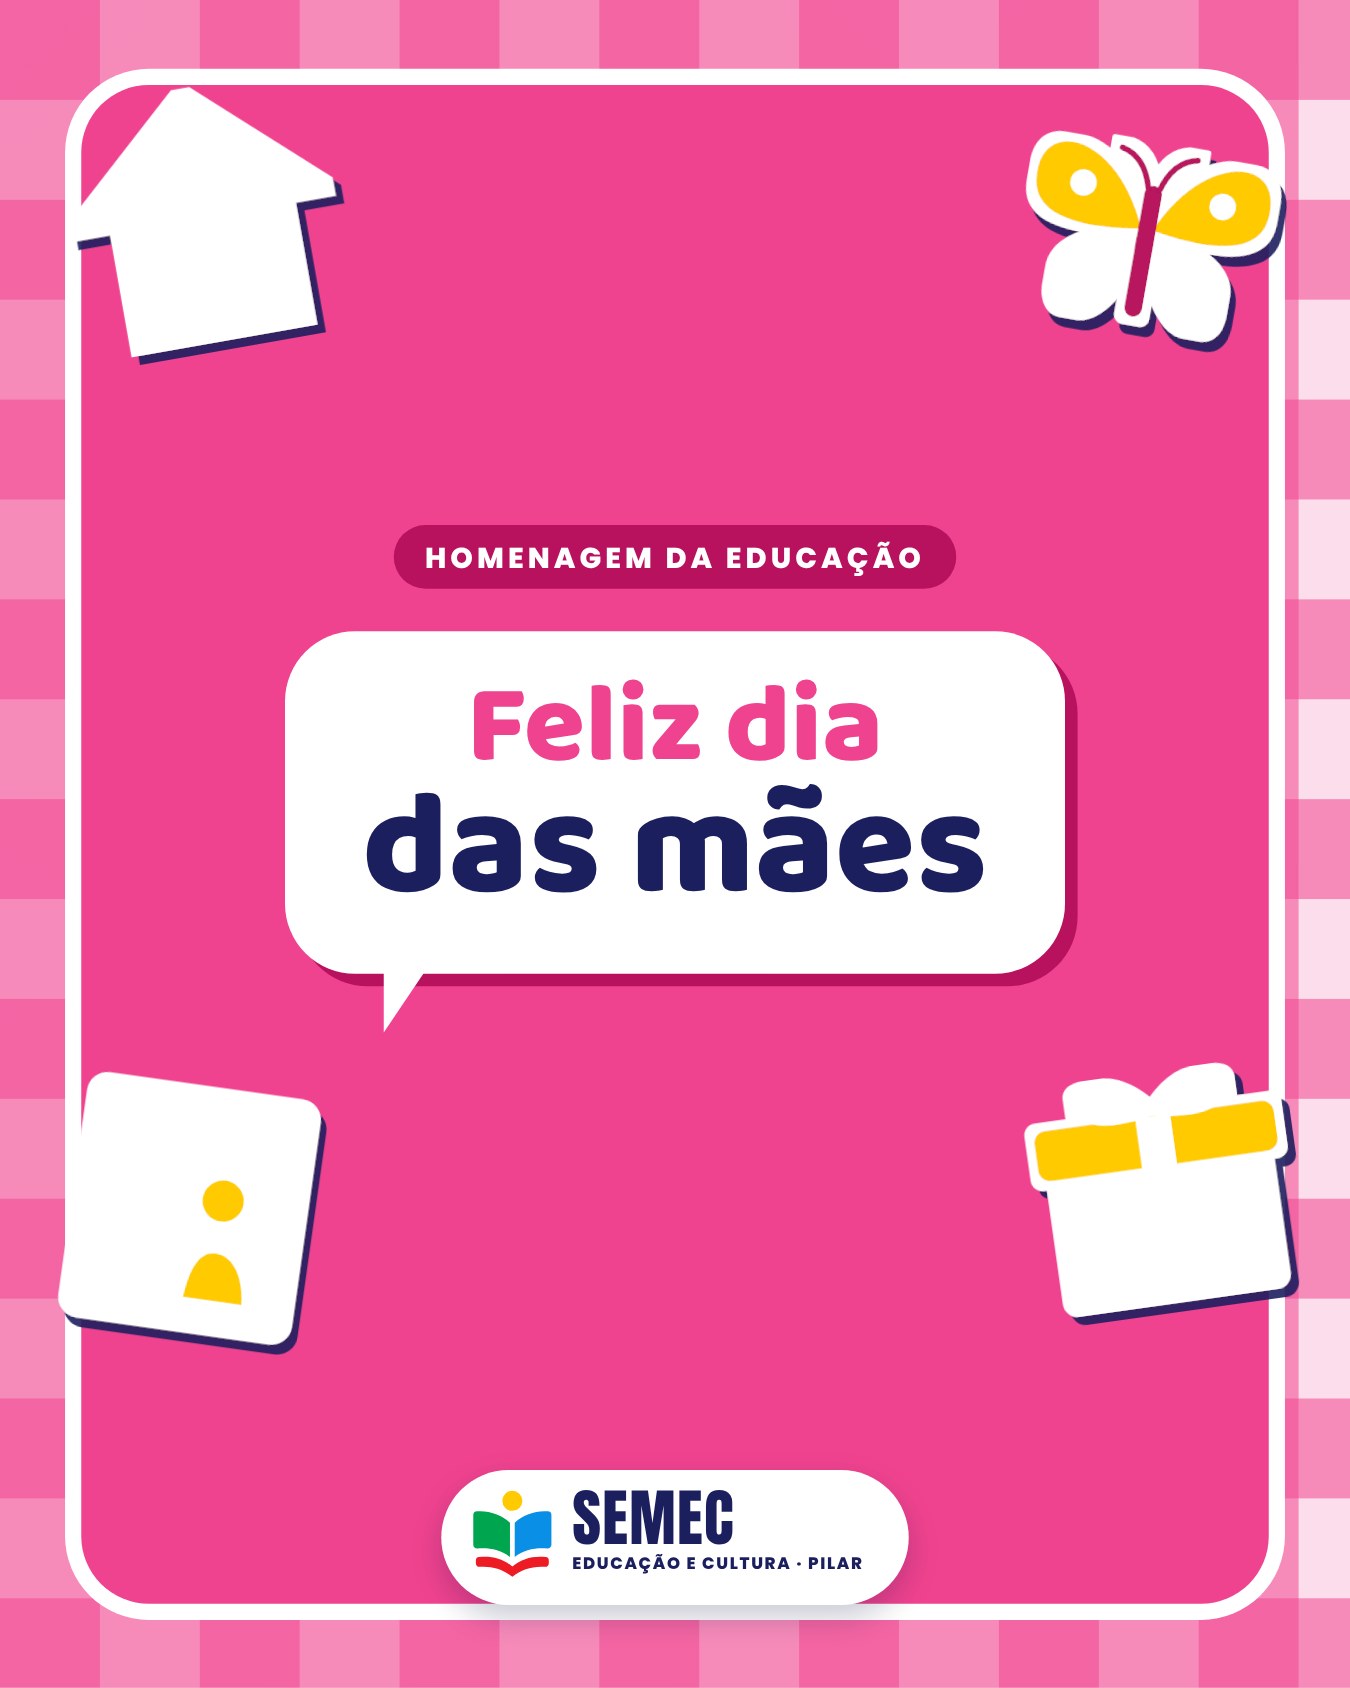 HOMENAGEM DA EDUCAÇÃO
Feliz dia
das mães
SEMEC
EDUCAÇÃO E CULTURA · PILAR